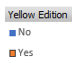 Yellow Edition
No
Yes